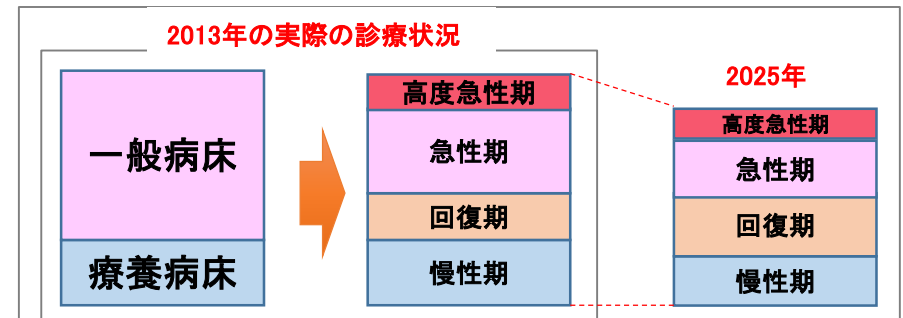 2013年の実際の診療状況
一般病床
療養病床
高度急性期
急性期
回復期
慢性期
2025年
高度急性期
急性期
回復期
慢性期